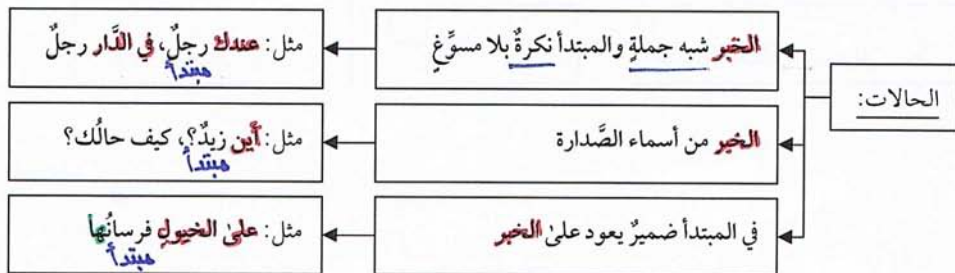 الحالات:
الخبر شبه جملةٍ والمبتدأ نكرةٌ بلا مسوِّغٍ
مثل: عندك رجلٌ، في الدَّار رجلٌ
مبتدأ
الخبر من أسماء الصَّدارة
مثل: أين زيدٌ؟، كيف حالُك؟
مبتدأ
في المبتدأ ضميرٌ يعود علىٰ الخبر
مثل: علىٰ الخيولِ فرسانُها
مبتدأ